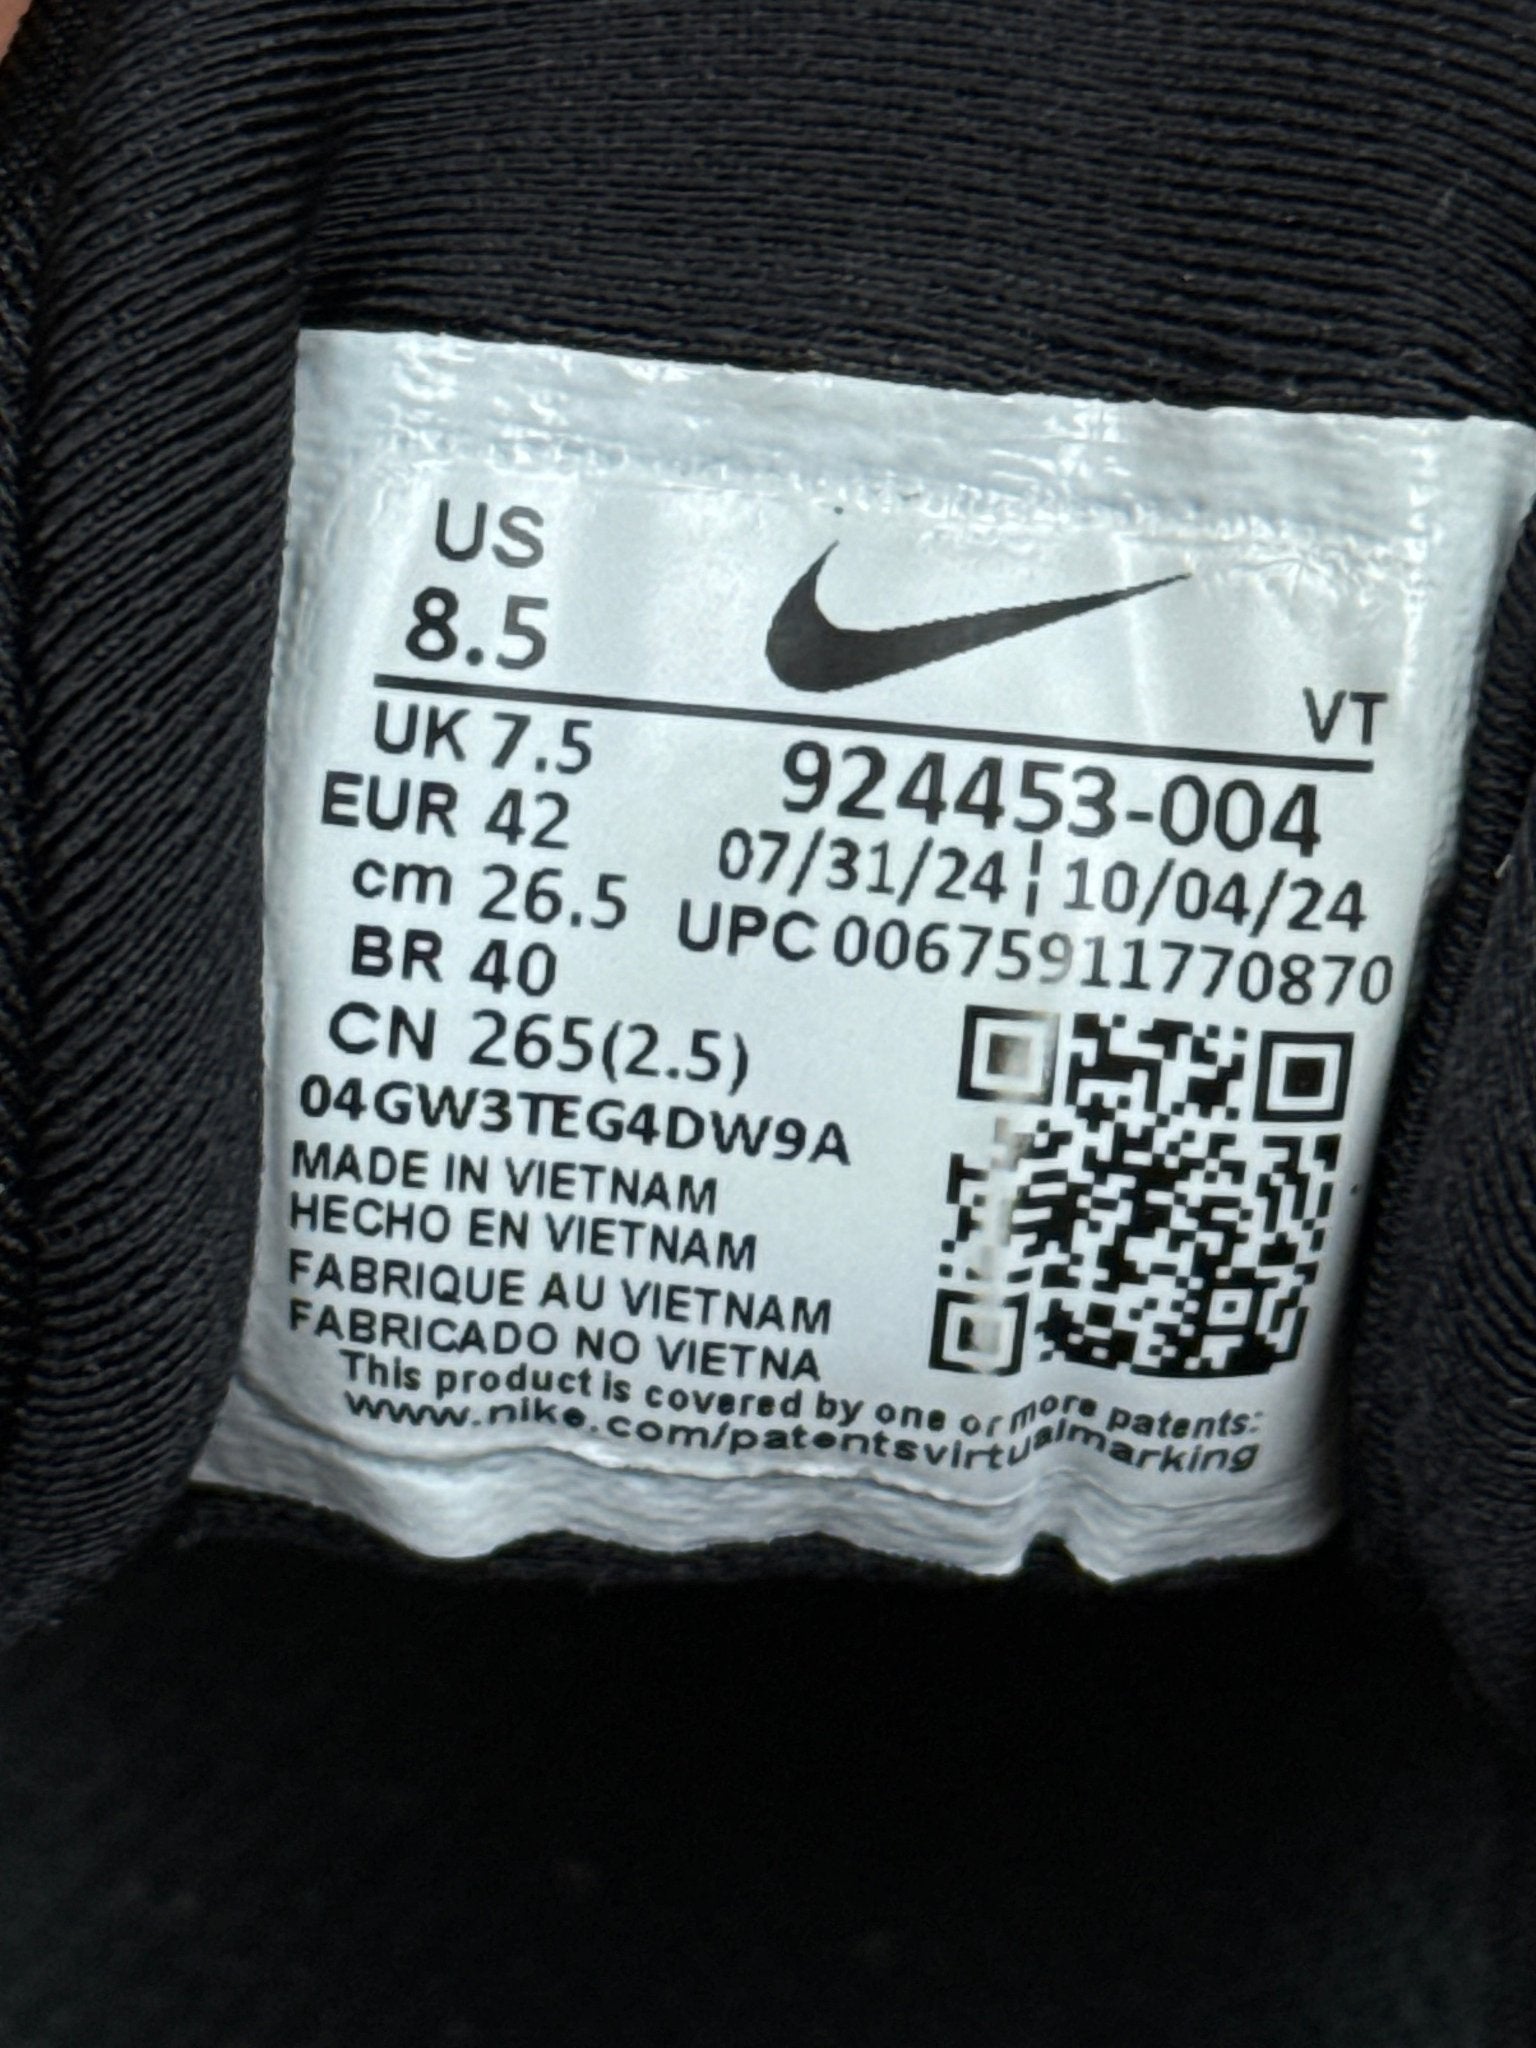 US
8.5
VT
UK 7.5
924453-004
EUR 42
07/31/24 ¦ 10/04/24
cm 26.5
UPC 00675911770870
BR 40
CN 265(2.5)
04GW3TEG4DW9A
MADE IN VIETNAM
HECHO EN VIETNAM
FABRIQUE AU VIETNAM
FABRICADO NO VIETNA
This product is covered by one or more patents:
www.nike.com/patentsvirtualmarking